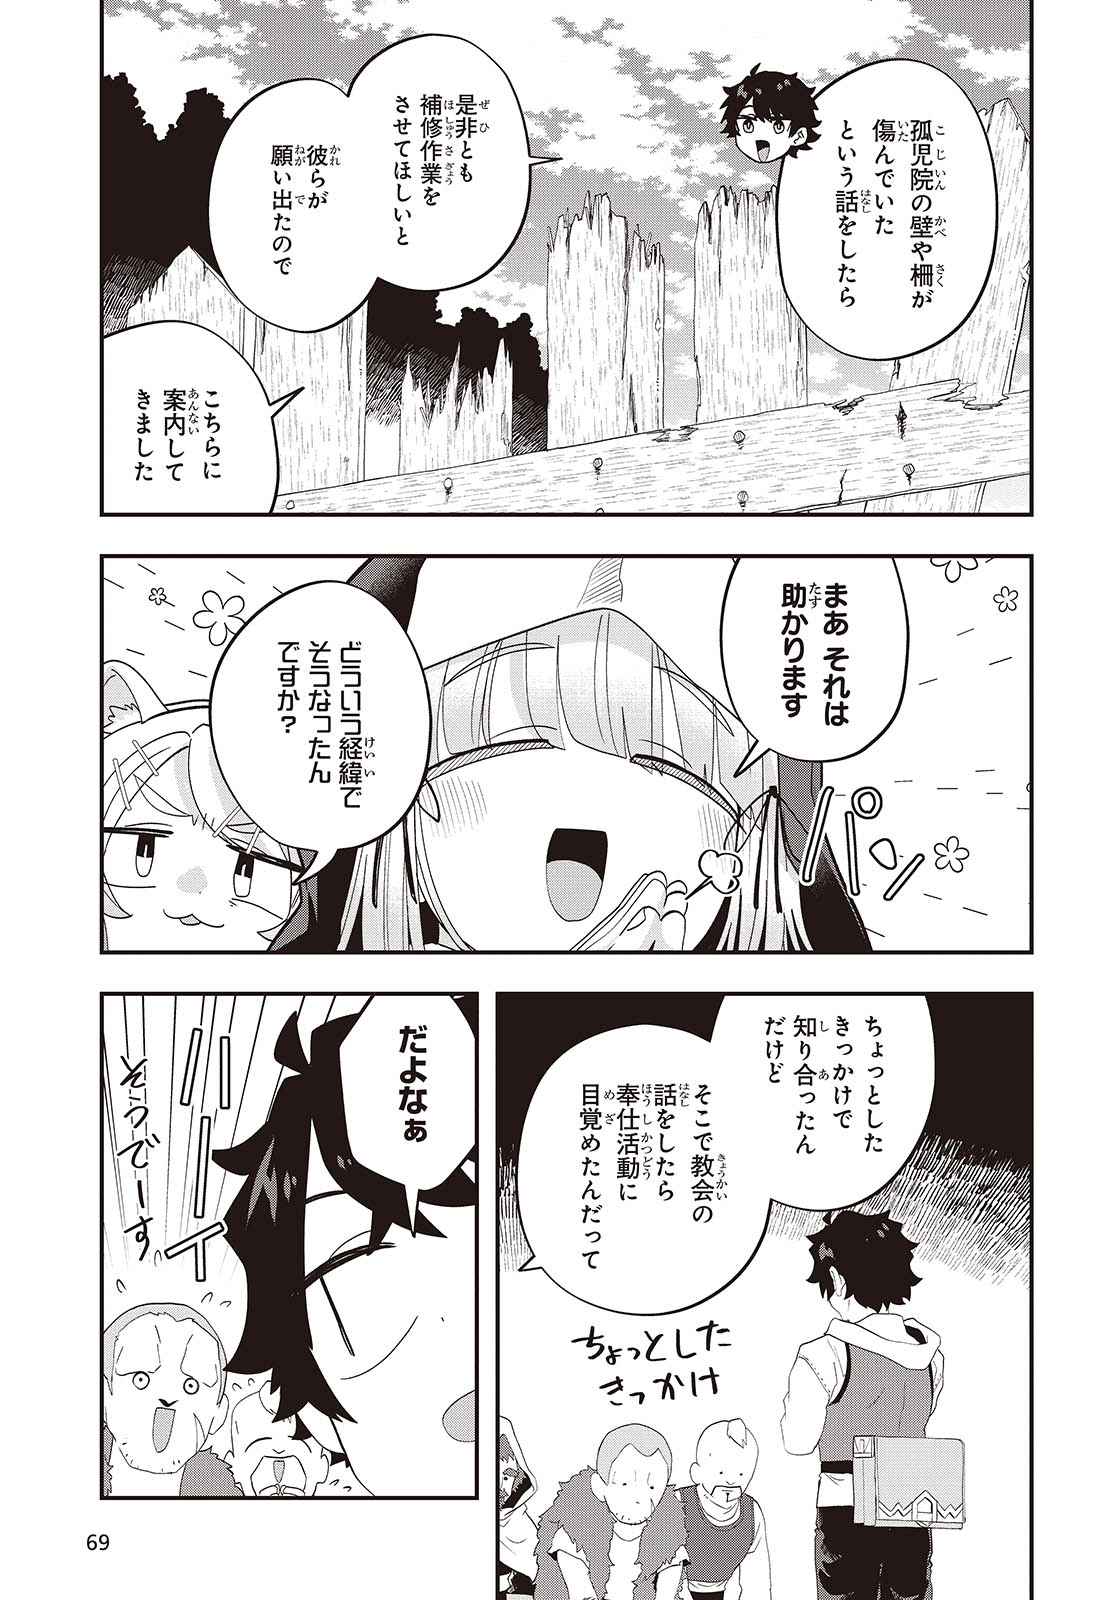 孤児院の壁や柵が
傷んでいた
という話をしたら
是非とも
補修作業を
させてほしいと
彼らが
願い出たので
こちらに
案内して
きました
まあ それは
助かります
パンッ
どういう経緯で
そうなったん
ですか？
ちょっとした
きっかけで
知り合ったん
だけど
そこで教会の
話をしたら
奉仕活動に
目覚めたんだって
ちょっとした
きっかけ
だよなぁ
そうでーす
69